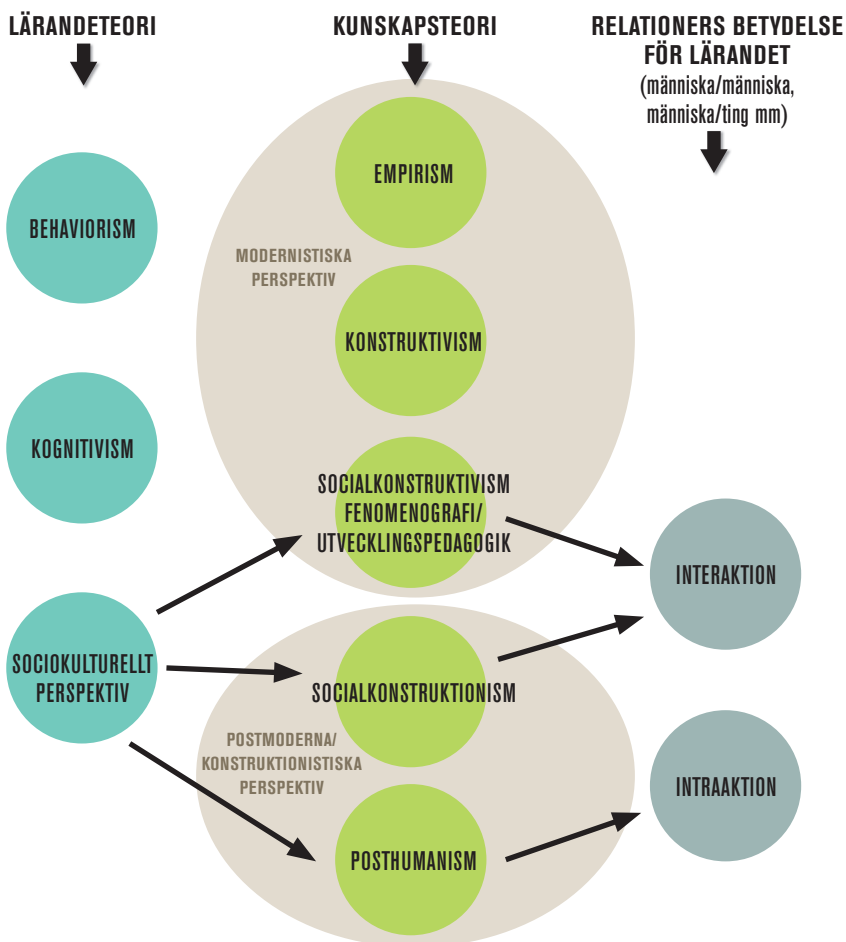 LÄRANDETEORI
KUNSKAPSTEORI
RELATIONERS BETYDELSE
FÖR LÄRANDET
(människa/människa,
människa/ting mm)
BEHAVIORISM
KOGNITIVISM
SOCIOKULTURELLT
PERSPEKTIV
EMPIRISM
MODERNISTISKA
PERSPEKTIV
KONSTRUKTIVISM
SOCIALKONSTRUKTIVISM
FENOMENOGRAFI/
UTVECKLINGSPEDAGOGIK
SOCIALKONSTRUKTIONISM
POSTMODERNA/
KONSTRUKTIONISTISKA
PERSPEKTIV
POSTHUMANISM
INTERAKTION
INTRAAKTION